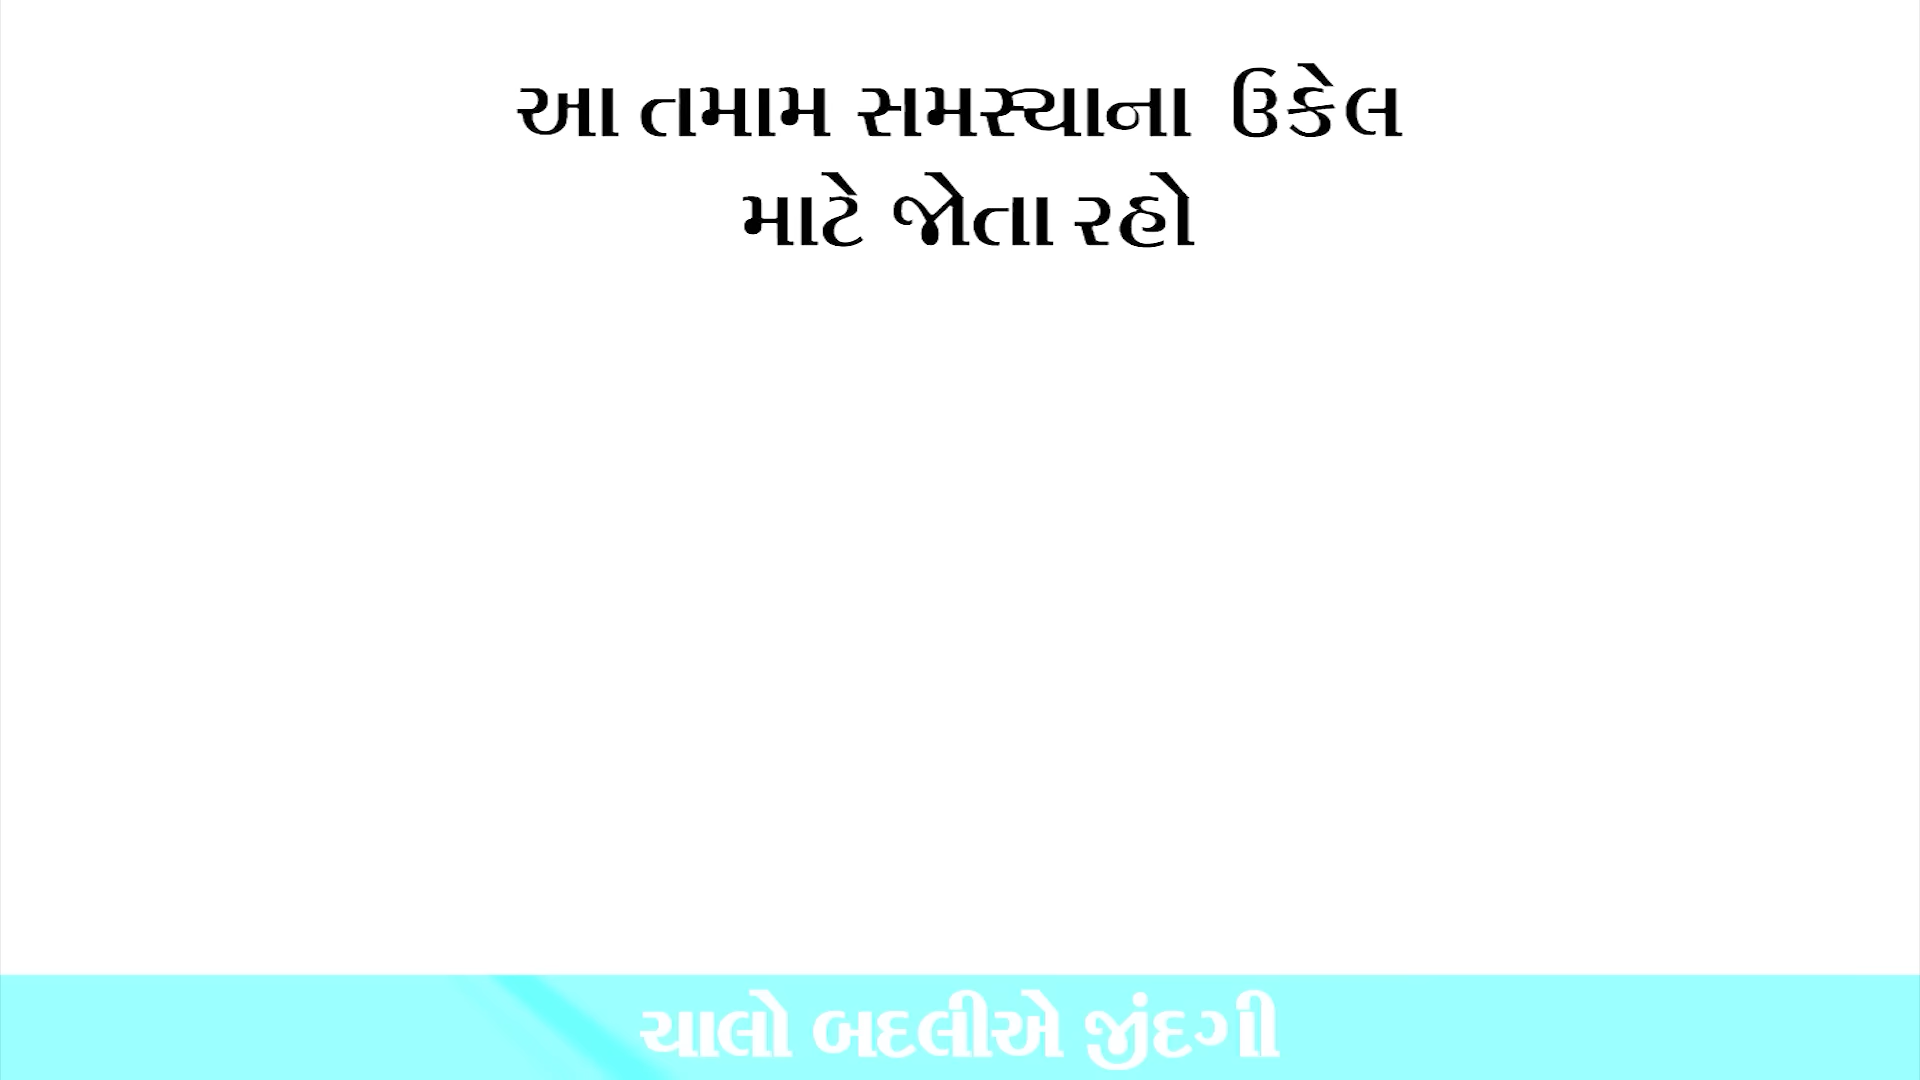 આ તમામ સમસ્યાના ઉકેલ
માટે જોતા રહો
ચાલો બદલીએ જીંદગી